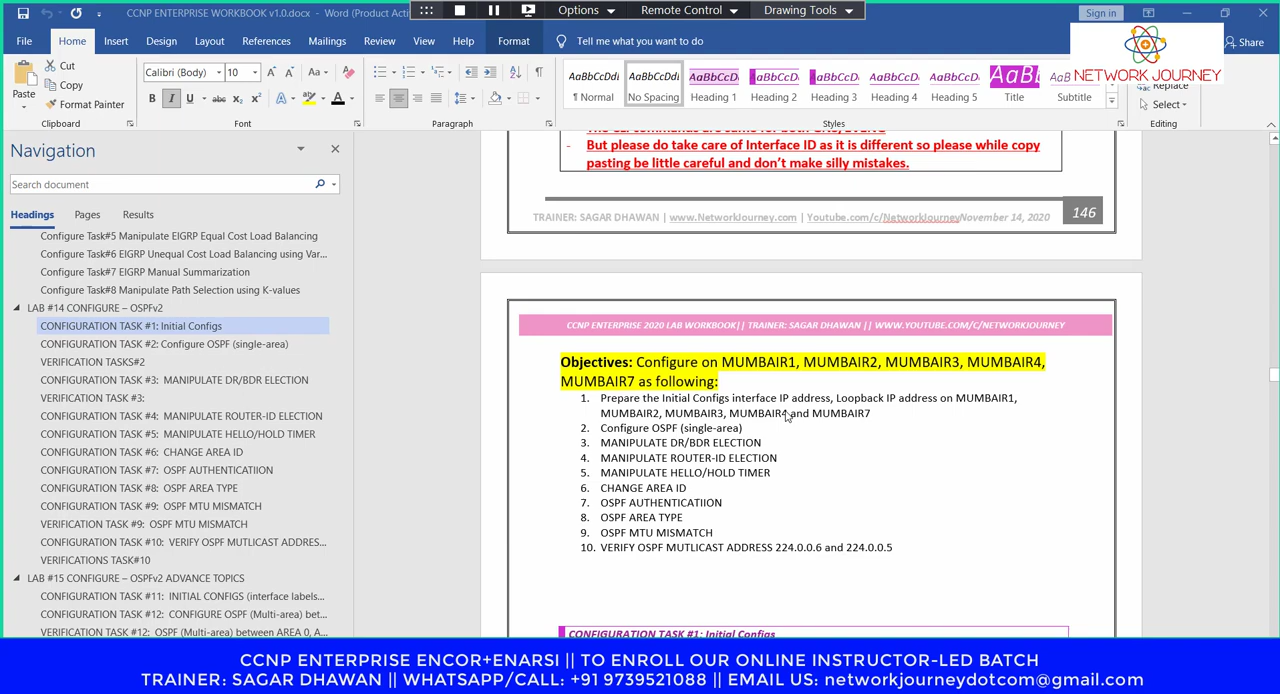 CCNP ENTERPRISE WORKBOOK v1.0.docx - Word (Product Acti
Options
Remote Control
Drawing Tools
Sign in
File
Home
Insert
Design
Layout
References
Mailings
Review
View
Help
Format
Tell me what you want to do
Share
NETWORK JOURNEY
Paste
Cut
Copy
Format Painter
Clipboard
Calibri (Body)
10
Font
Paragraph
AaBbCcDdI
¶ Normal
AaBbCcDdI
No Spacing
AaBbCcDi
Heading 1
AaBbCcDi
Heading 2
AaBbCcDi
Heading 3
AaBbCcDi
Heading 4
AaBbCcDi
Heading 5
Title
Subtitle
Styles
Replace
Select
Editing
Navigation
Search document
Headings
Pages
Results
Configure Task#5 Manipulate EIGRP Equal Cost Load Balancing
Configure Task#6 EIGRP Unequal Cost Load Balancing using Var...
Configure Task#7 EIGRP Manual Summarization
Configure Task#8 Manipulate Path Selection using K-values
LAB #14 CONFIGURE – OSPFv2
CONFIGURATION TASK #1: Initial Configs
CONFIGURATION TASK #2: Configure OSPF (single-area)
VERIFICATION TASKS#2
CONFIGURATION TASK #3: MANIPULATE DR/BDR ELECTION
VERIFICATION TASK #3:
CONFIGURATION TASK #4: MANIPULATE ROUTER-ID ELECTION
CONFIGURATION TASK #5: MANIPULATE HELLO/HOLD TIMER
CONFIGURATION TASK #6: CHANGE AREA ID
CONFIGURATION TASK #7: OSPF AUTHENTICATIION
CONFIGURATION TASK #8: OSPF AREA TYPE
CONFIGURATION TASK #9: OSPF MTU MISMATCH
VERIFICATION TASK #9: OSPF MTU MISMATCH
CONFIGURATION TASK #10: VERIFY OSPF MUTLICAST ADDRES...
VERIFICATIONS TASK#10
LAB #15 CONFIGURE – OSPFv2 ADVANCE TOPICS
CONFIGURATION TASK #11: INITIAL CONFIGS (interface labels...
CONFIGURATION TASK #12: CONFIGURE OSPF (Multi-area) bet...
VERIFICATION TASK #12: OSPF (Multi-area) between AREA 0, A...
- But please do take care of Interface ID as it is different so please while copy
pasting be little careful and don't make silly mistakes.
TRAINER: SAGAR DHAWAN | www.NetworkJourney.com | Youtube.com/c/NetworkJourneyNovember 14, 2020
146
CCNP ENTERPRISE 2020 LAB WORKBOOK|| TRAINER: SAGAR DHAWAN || WWW.YOUTUBE.COM/C/NETWORKJOURNEY
Objectives: Configure on MUMBAIR1, MUMBAIR2, MUMBAIR3, MUMBAIR4,
MUMBAIR7 as following:
1. Prepare the Initial Configs interface IP address, Loopback IP address on MUMBAIR1,
MUMBAIR2, MUMBAIR3, MUMBAIR4 and MUMBAIR7
2. Configure OSPF (single-area)
3. MANIPULATE DR/BDR ELECTION
4. MANIPULATE ROUTER-ID ELECTION
5. MANIPULATE HELLO/HOLD TIMER
6. CHANGE AREA ID
7. OSPF AUTHENTICATIION
8. OSPF AREA TYPE
9. OSPF MTU MISMATCH
10. VERIFY OSPF MUTLICAST ADDRESS 224.0.0.6 and 224.0.0.5
CONFIGURATION TASK #1: Initial Configs
CCNP ENTERPRISE ENCOR+ENARSI || TO ENROLL OUR ONLINE INSTRUCTOR-LED BATCH
TRAINER: SAGAR DHAWAN || WHATSAPP/CALL: +91 9739521088 || EMAIL US: networkjourneydotcom@gmail.com